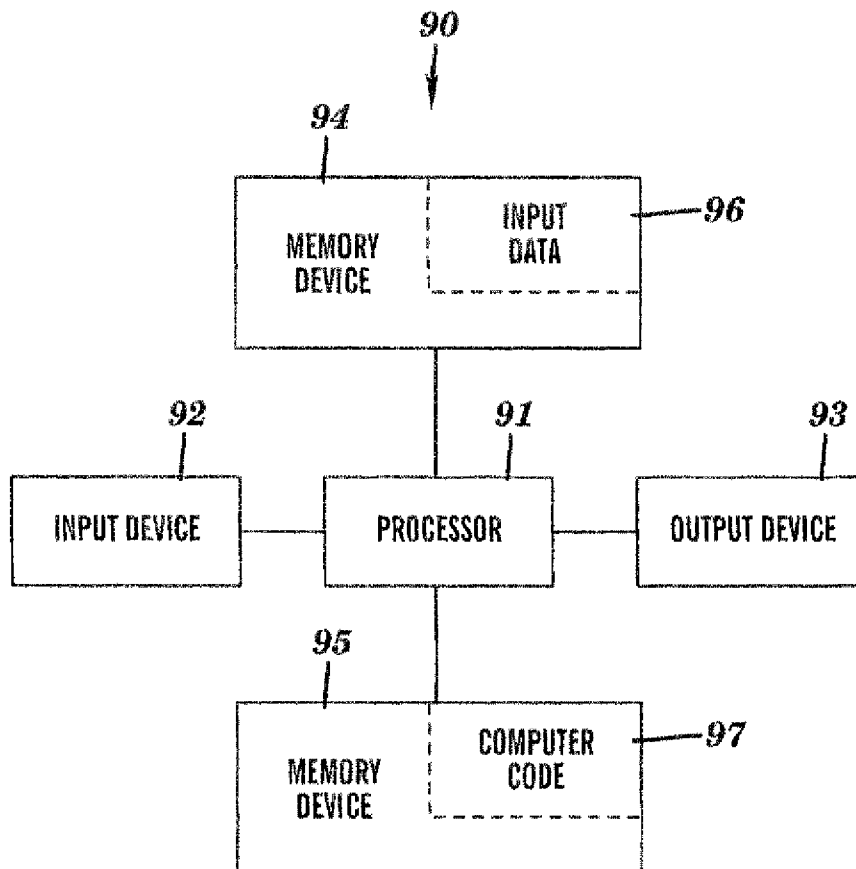 90
94
INPUT
DATA
96
MEMORY
DEVICE
92
91
93
INPUT DEVICE
PROCESSOR
OUTPUT DEVICE
95
COMPUTER
CODE
97
MEMORY
DEVICE